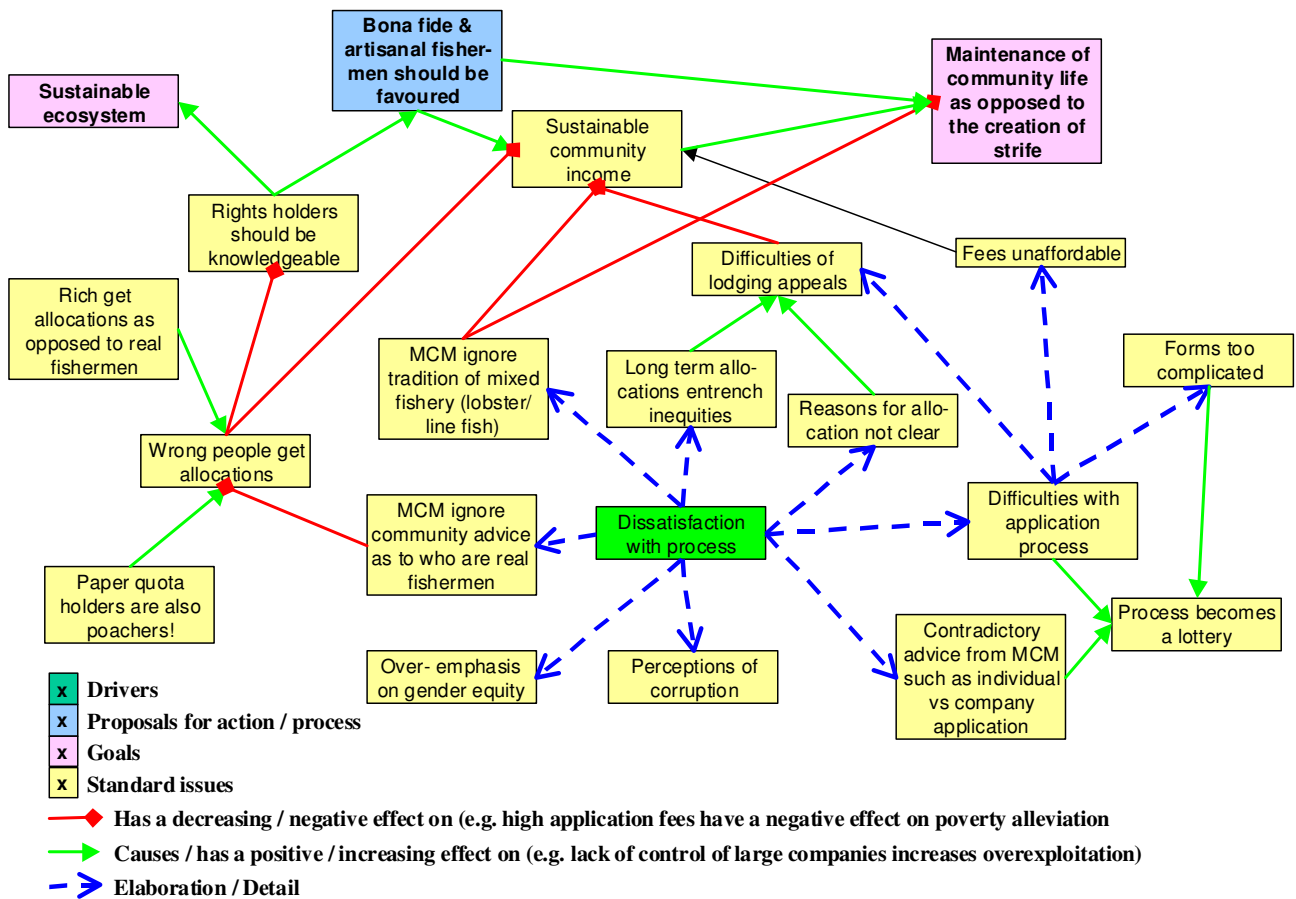 Bona fide &
artisanal fisher-
men should be
favoured
Maintenance of
community life
as opposed to
the creation of
strife
Sustainable
ecosystem
Sustainable
community
income
Rights holders
should be
knowledgeable
Difficulties of
lodging appeals
Fees unaffordable
Rich get
allocations as
opposed to real
fishermen
MCM ignore
tradition of mixed
fishery (lobster/
line fish)
Long term allo-
cations entrench
inequities
Reasons for allo-
cation not clear
Forms too
complicated
Wrong people get
allocations
MCM ignore
community advice
as to who are real
fishermen
Dissatisfaction
with process
Difficulties with
application
process
Paper quota
holders are also
poachers!
Process becomes
a lottery
Over- emphasis
on gender equity
Perceptions of
corruption
Contradictory
advice from MCM
such as individual
vs company
application
x Drivers
x Proposals for action / process
x Goals
x Standard issues
Has a decreasing / negative effect on (e.g. high application fees have a negative effect on poverty alleviation
Causes / has a positive / increasing effect on (e.g. lack of control of large companies increases overexploitation)
Elaboration / Detail